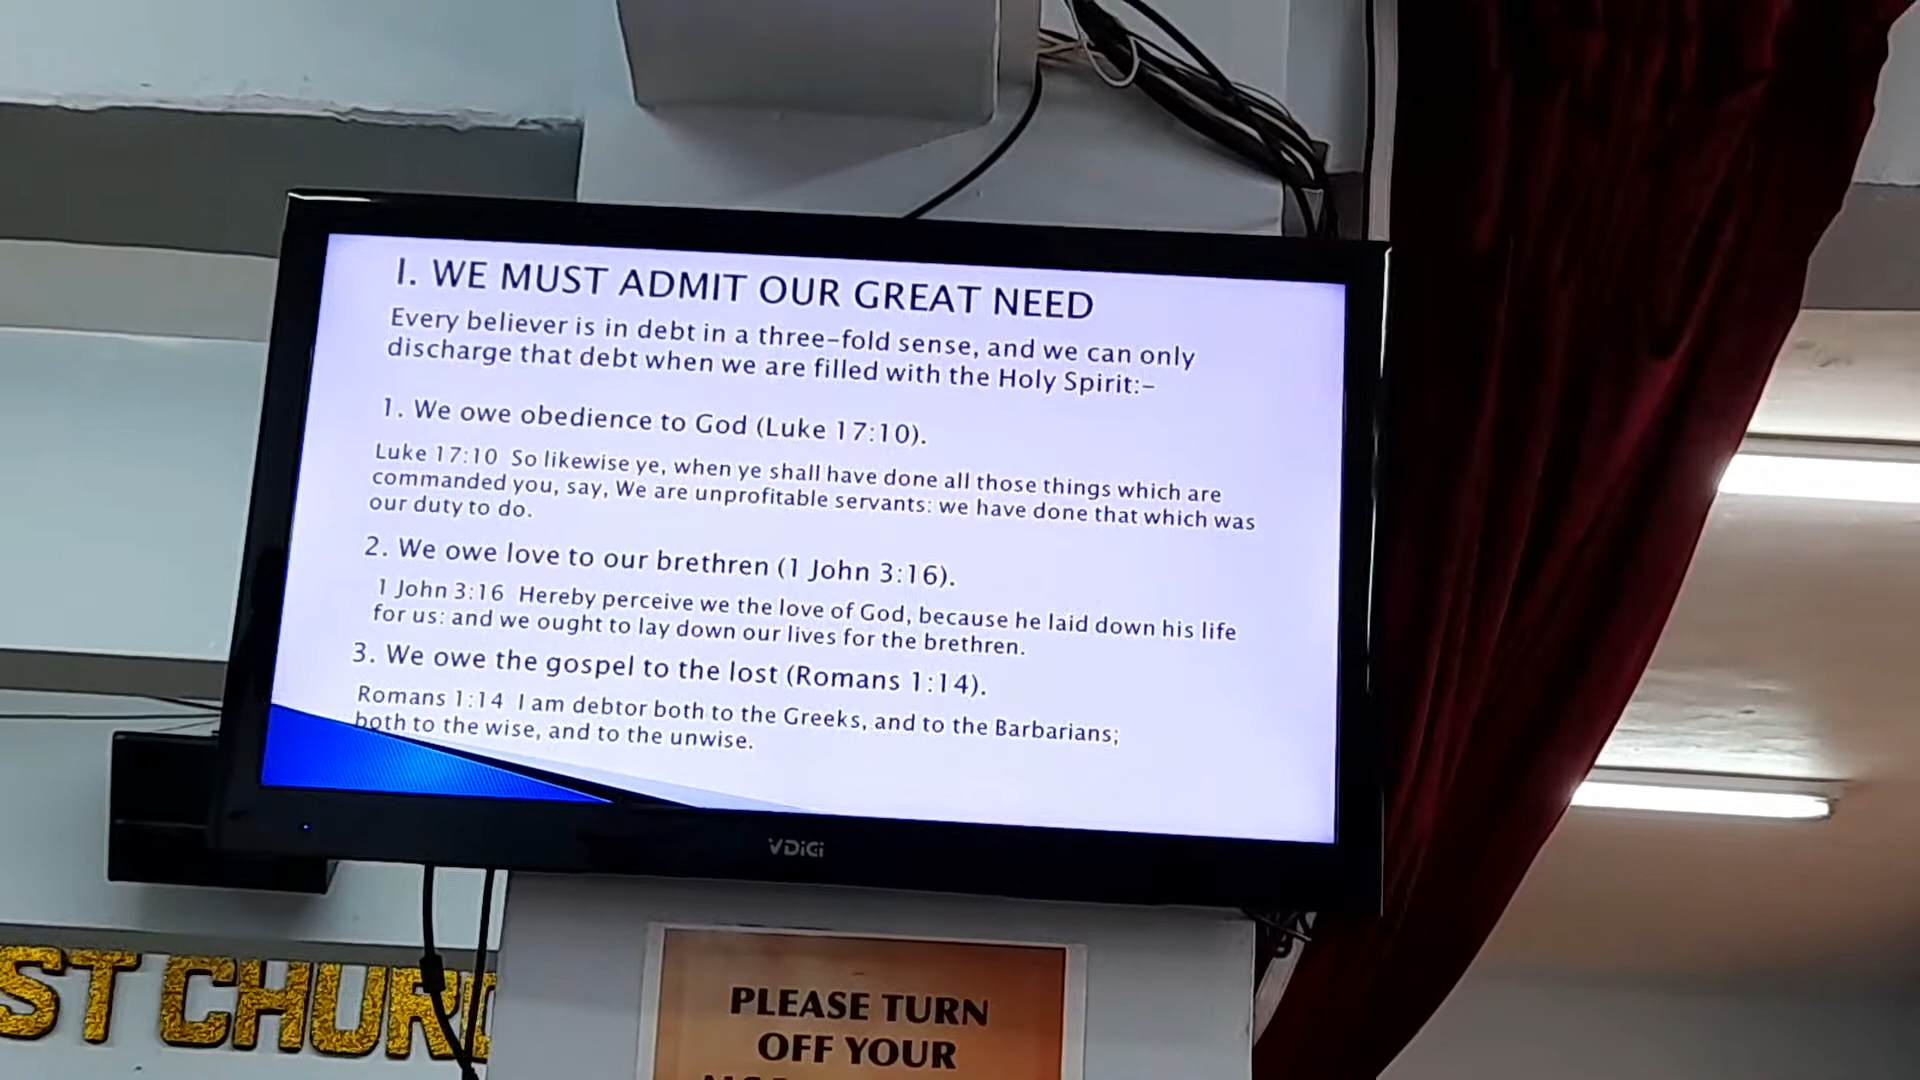 I. WE MUST ADMIT OUR GREAT NEED
Every believer is in debt in a three-fold sense, and we can only
discharge that debt when we are filled with the Holy Spirit:-
1. We owe obedience to God (Luke 17:10).
Luke 17:10 So likewise ye, when ye shall have done all those things which are
commanded you, say, We are unprofitable servants: we have done that which was
our duty to do.
2. We owe love to our brethren (1 John 3:16).
1 John 3:16 Hereby perceive we the love of God, because he laid down his life
for us: and we ought to lay down our lives for the brethren.
3. We owe the gospel to the lost (Romans 1:14).
Romans 1:14 I am debtor both to the Greeks, and to the Barbarians;
both to the wise, and to the unwise.
VDiGi
ST CHUR
PLEASE TURN
OFF YOUR